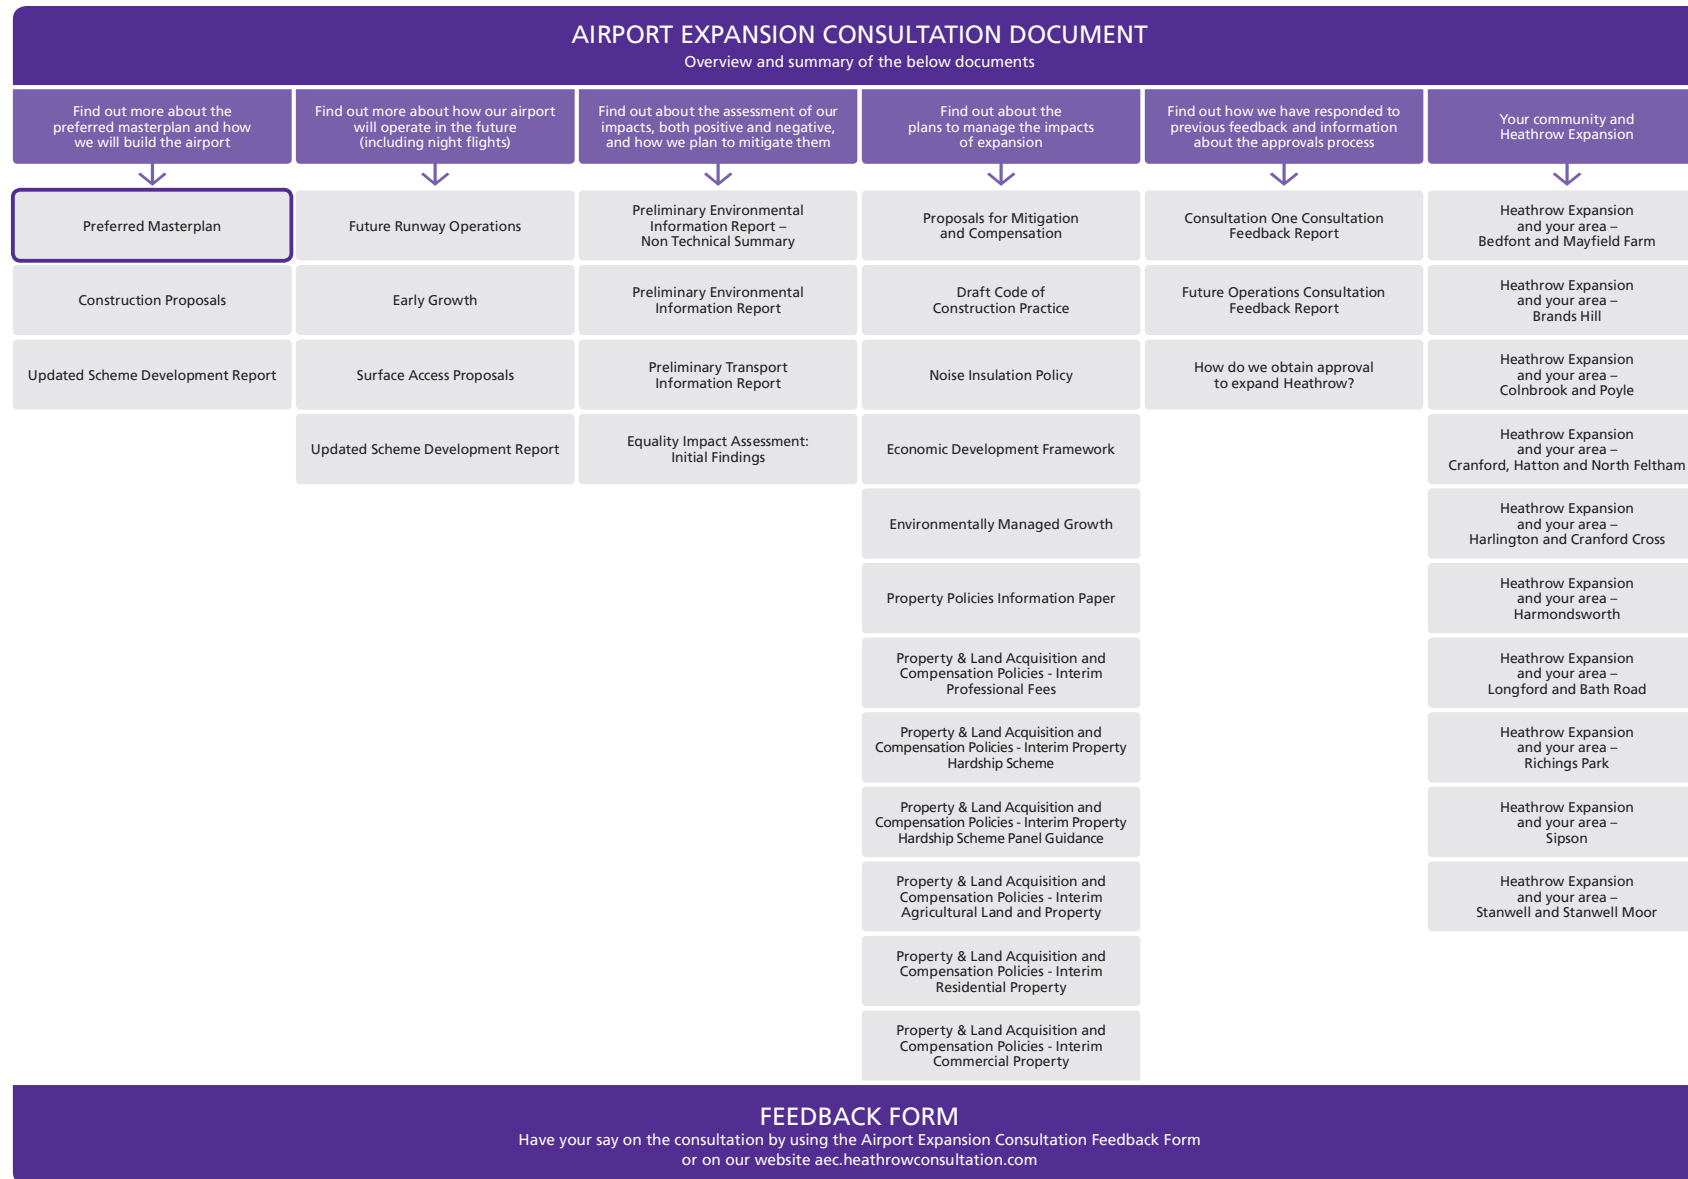 AIRPORT EXPANSION CONSULTATION DOCUMENT
Overview and summary of the below documents
Find out more about the
preferred masterplan and how
we will build the airport
Preferred Masterplan
Construction Proposals
Updated Scheme Development Report
Find out more about how our airport
will operate in the future
(including night flights)
Future Runway Operations
Early Growth
Surface Access Proposals
Updated Scheme Development Report
Find out about the assessment of our
impacts, both positive and negative,
and how we plan to mitigate them
Preliminary Environmental
Information Report –
Non Technical Summary
Preliminary Environmental
Information Report
Preliminary Transport
Information Report
Equality Impact Assessment:
Initial Findings
Find out about the
plans to manage the impacts
of expansion
Proposals for Mitigation
and Compensation
Draft Code of
Construction Practice
Noise Insulation Policy
Economic Development Framework
Environmentally Managed Growth
Property Policies Information Paper
Property & Land Acquisition and
Compensation Policies - Interim
Professional Fees
Property & Land Acquisition and
Compensation Policies - Interim Property
Hardship Scheme
Property & Land Acquisition and
Compensation Policies - Interim Property
Hardship Scheme Panel Guidance
Property & Land Acquisition and
Compensation Policies - Interim
Agricultural Land and Property
Property & Land Acquisition and
Compensation Policies - Interim
Residential Property
Property & Land Acquisition and
Compensation Policies - Interim
Commercial Property
Find out how we have responded to
previous feedback and information
about the approvals process
Consultation One Consultation
Feedback Report
Future Operations Consultation
Feedback Report
How do we obtain approval
to expand Heathrow?
Your community and
Heathrow Expansion
Heathrow Expansion
and your area –
Bedfont and Mayfield Farm
Heathrow Expansion
and your area –
Brands Hill
Heathrow Expansion
and your area –
Colnbrook and Poyle
Heathrow Expansion
and your area –
Cranford, Hatton and North Feltham
Heathrow Expansion
and your area –
Harlington and Cranford Cross
Heathrow Expansion
and your area –
Harmondsworth
Heathrow Expansion
and your area –
Longford and Bath Road
Heathrow Expansion
and your area –
Richings Park
Heathrow Expansion
and your area –
Sipson
Heathrow Expansion
and your area –
Stanwell and Stanwell Moor
FEEDBACK FORM
Have your say on the consultation by using the Airport Expansion Consultation Feedback Form
or on our website aec.heathrowconsultation.com